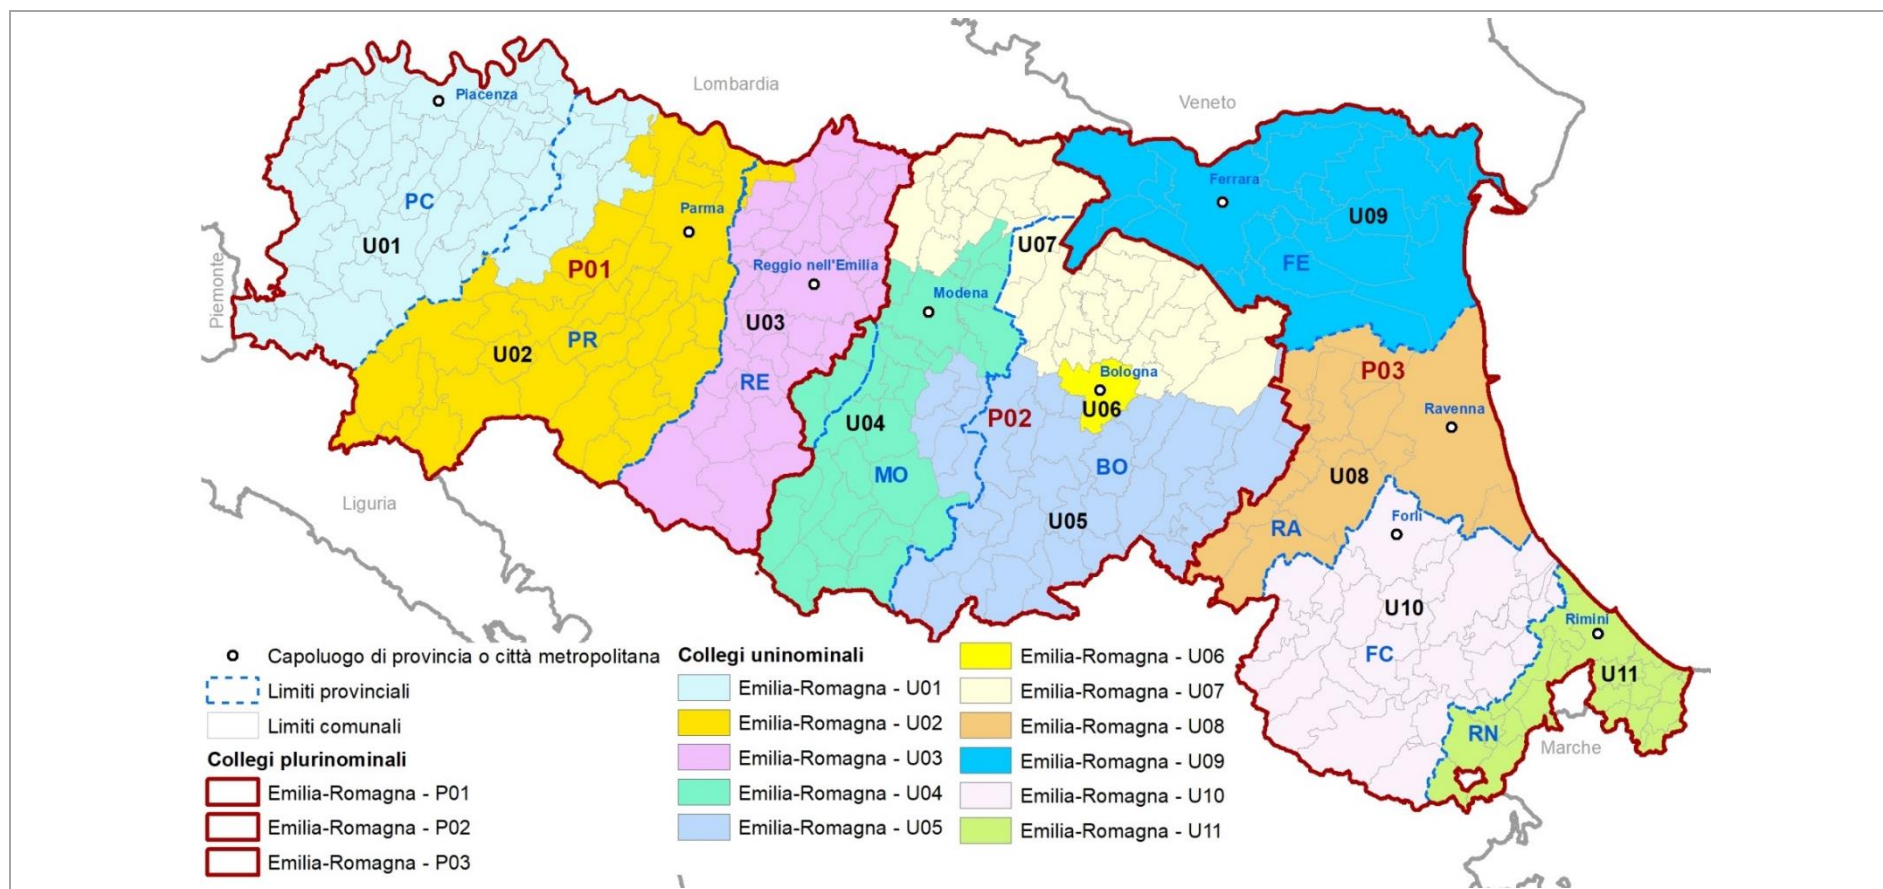 Lombardia
Veneto
Piemonte
Liguria
Marche
Piacenza
PC
U01
P01
Parma
U02
PR
Reggio nell'Emilia
U03
RE
Modena
U04
MO
U07
Bologna
U06
P02
BO
U05
Ferrara
U09
FE
P03
Ravenna
U08
RA
Forlì
U10
FC
Rimini
U11
RN
Capoluogo di provincia o città metropolitana
Limiti provinciali
Limiti comunali
Collegi plurinominali
Emilia-Romagna - P01
Emilia-Romagna - P02
Emilia-Romagna - P03
Collegi uninominali
Emilia-Romagna - U01
Emilia-Romagna - U02
Emilia-Romagna - U03
Emilia-Romagna - U04
Emilia-Romagna - U05
Emilia-Romagna - U06
Emilia-Romagna - U07
Emilia-Romagna - U08
Emilia-Romagna - U09
Emilia-Romagna - U10
Emilia-Romagna - U11